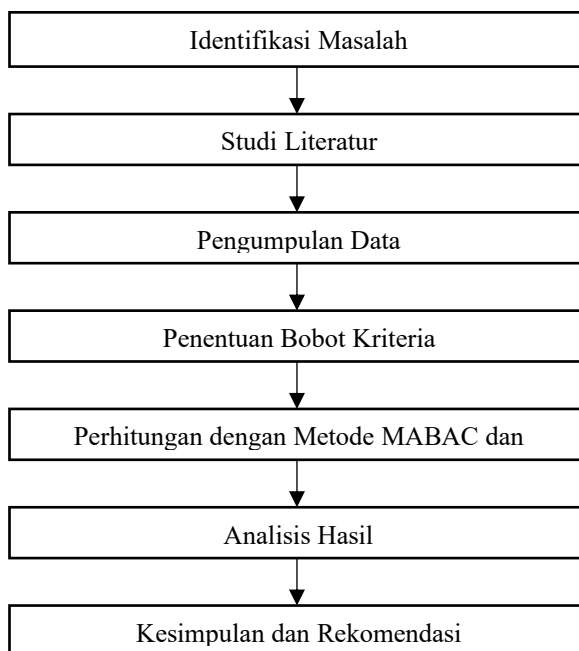 Identifikasi Masalah
Studi Literatur
Pengumpulan Data
Penentuan Bobot Kriteria
Perhitungan dengan Metode MABAC dan
Analisis Hasil
Kesimpulan dan Rekomendasi